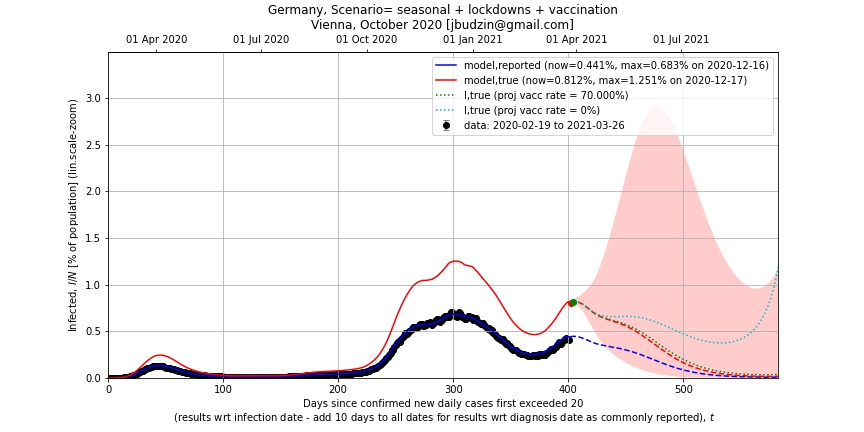 Germany, Scenario= seasonal + lockdowns + vaccination
Vienna, October 2020 [jbudzin@gmail.com]
01 Apr 2020 01 Jul 2020 01 Oct 2020 01 Jan 2021 01 Apr 2021 01 Jul 2021
model,reported (now=0.441%, max=0.683% on 2020-12-16)
model,true (now=0.812%, max=1.251% on 2020-12-17)
I,true (proj vacc rate = 70.000%)
I,true (proj vacc rate = 0%)
data: 2020-02-19 to 2021-03-26
Infected, I/N [% of population] (lin.scale-zoom)
3.0
2.5
2.0
1.5
1.0
0.5
0.0
0 100 200 300 400 500
Days since confirmed new daily cases first exceeded 20
(results wrt infection date - add 10 days to all dates for results wrt diagnosis date as commonly reported), t